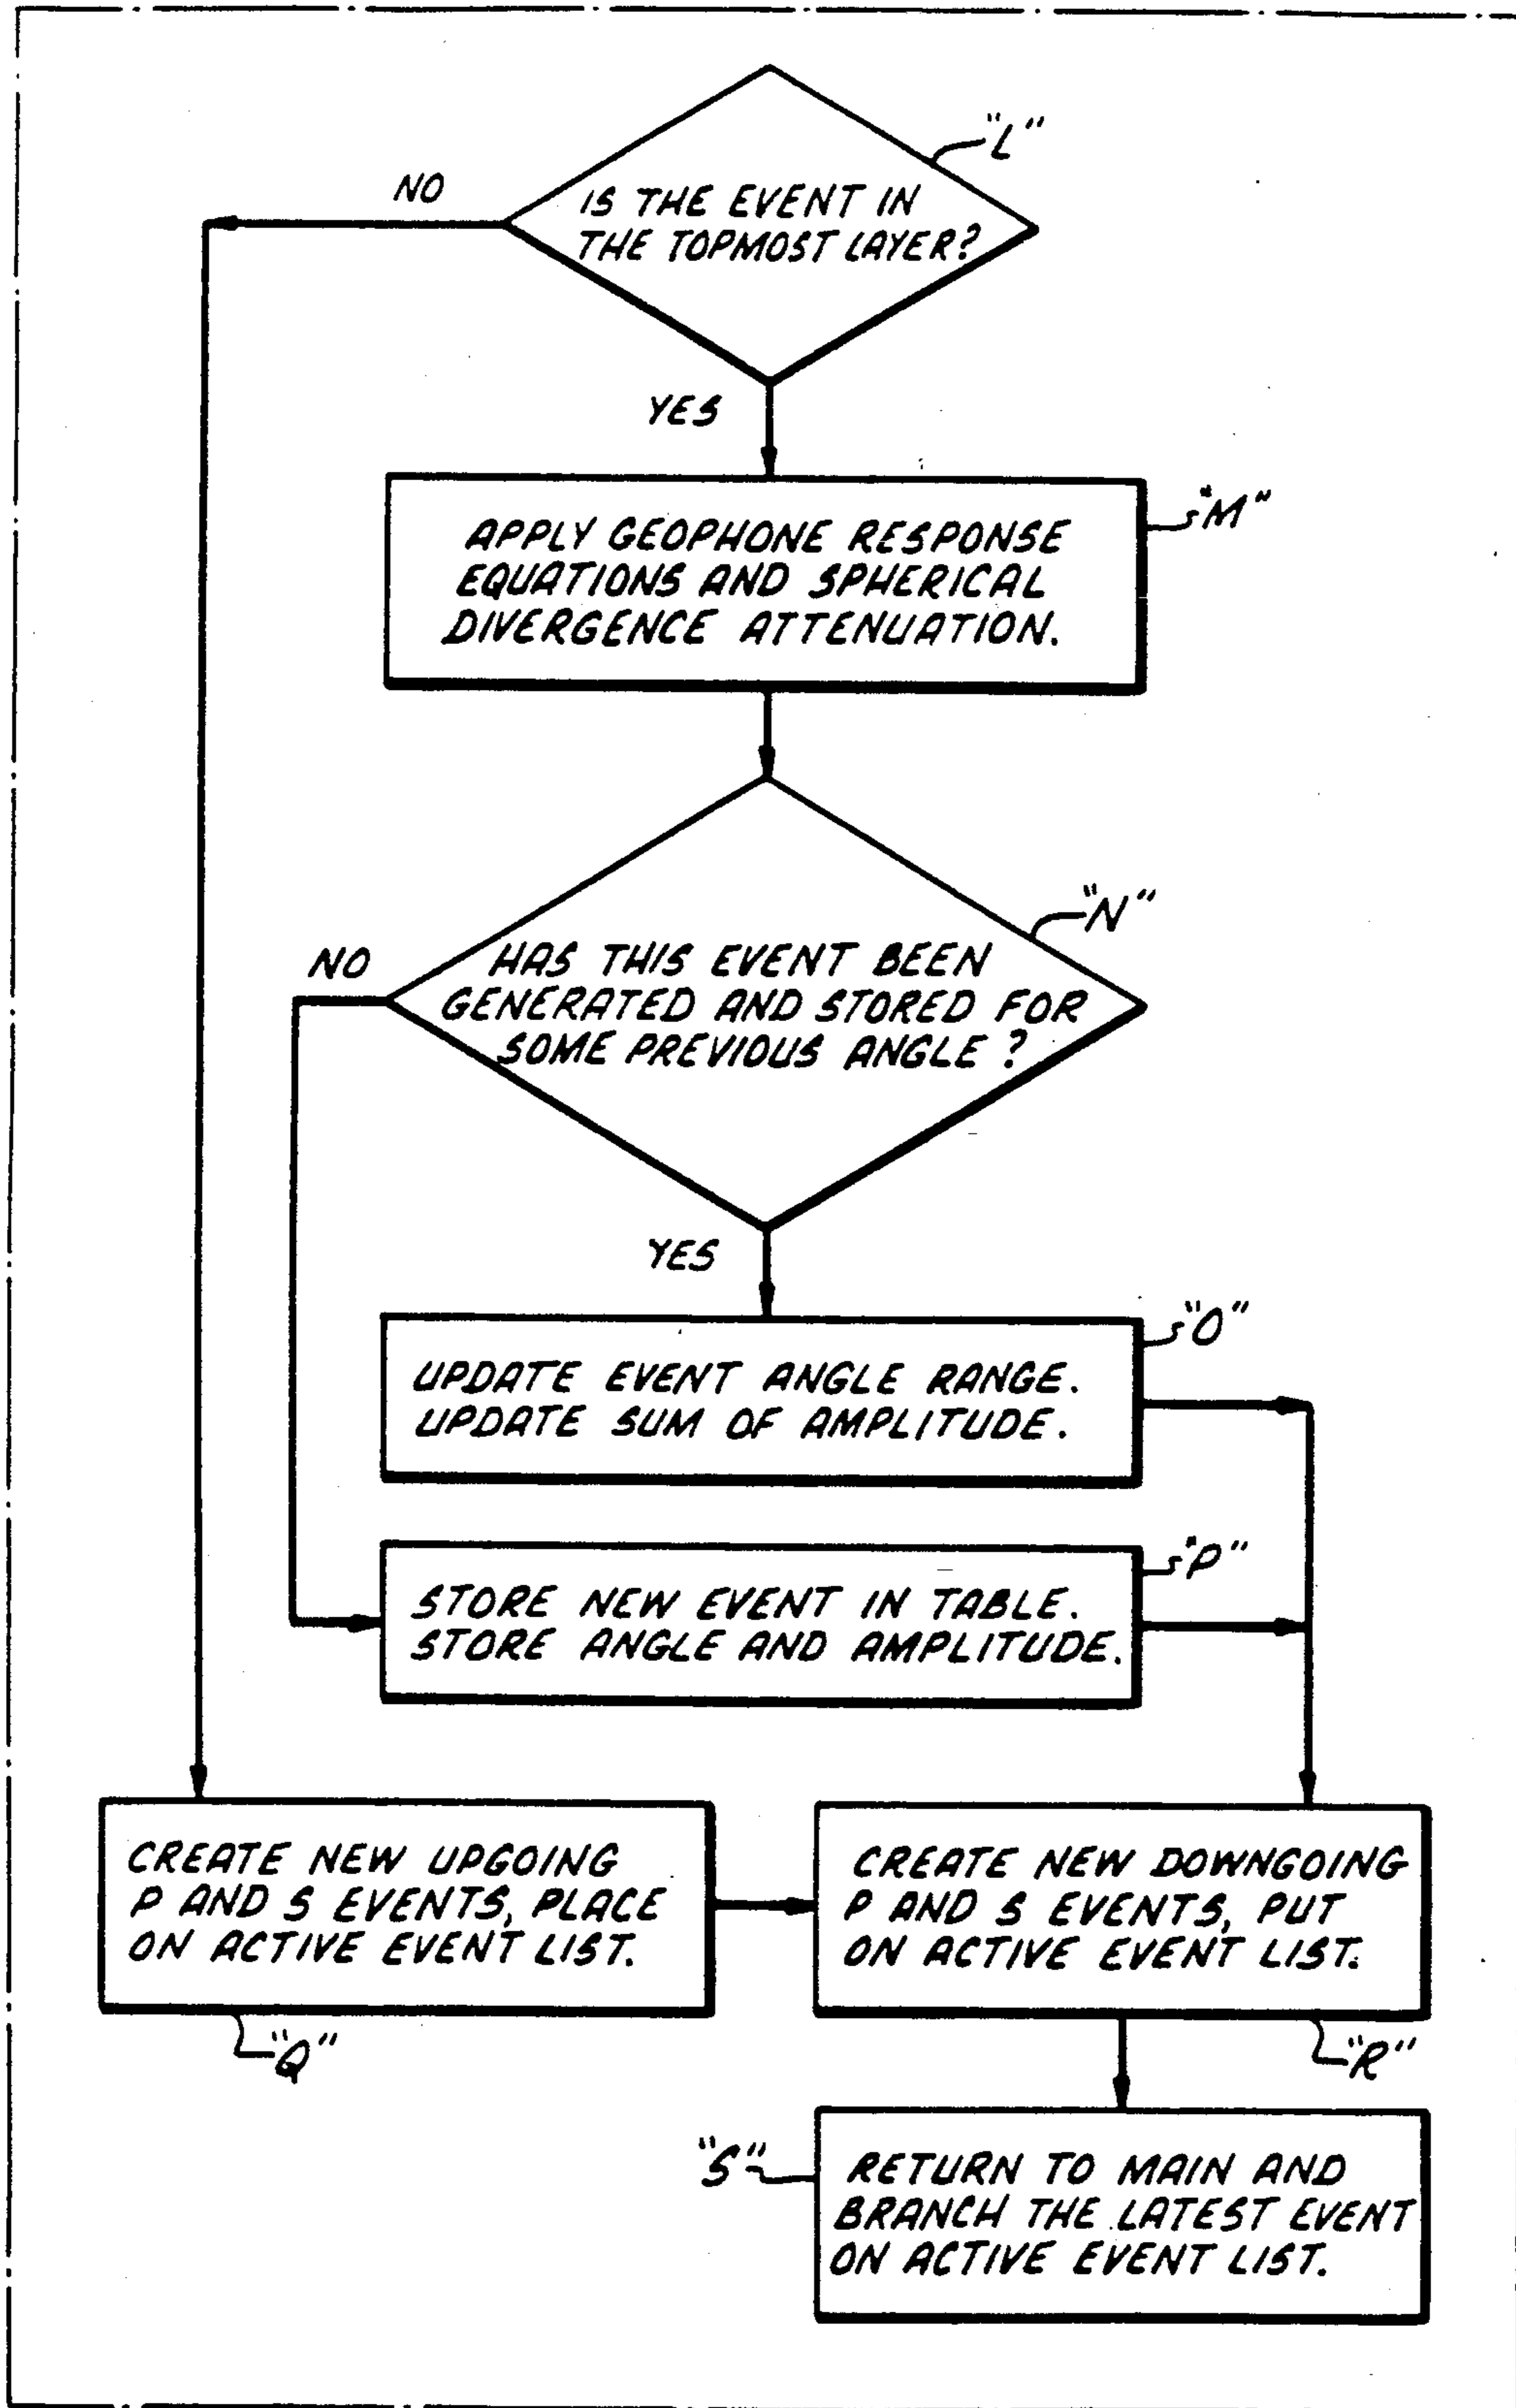 "L"
NO
IS THE EVENT IN
THE TOPMOST LAYER?
YES
"M"
APPLY GEOPHONE RESPONSE
EQUATIONS AND SPHERICAL
DIVERGENCE ATTENUATION.
"N"
NO
HAS THIS EVENT BEEN
GENERATED AND STORED FOR
SOME PREVIOUS ANGLE ?
YES
"O"
UPDATE EVENT ANGLE RANGE.
UPDATE SUM OF AMPLITUDE.
"P"
STORE NEW EVENT IN TABLE.
STORE ANGLE AND AMPLITUDE.
CREATE NEW UPGOING
P AND S EVENTS, PLACE
ON ACTIVE EVENT LIST.
"Q"
CREATE NEW DOWNGOING
P AND S EVENTS, PUT
ON ACTIVE EVENT LIST.
"R"
"S"
RETURN TO MAIN AND
BRANCH THE LATEST EVENT
ON ACTIVE EVENT LIST.